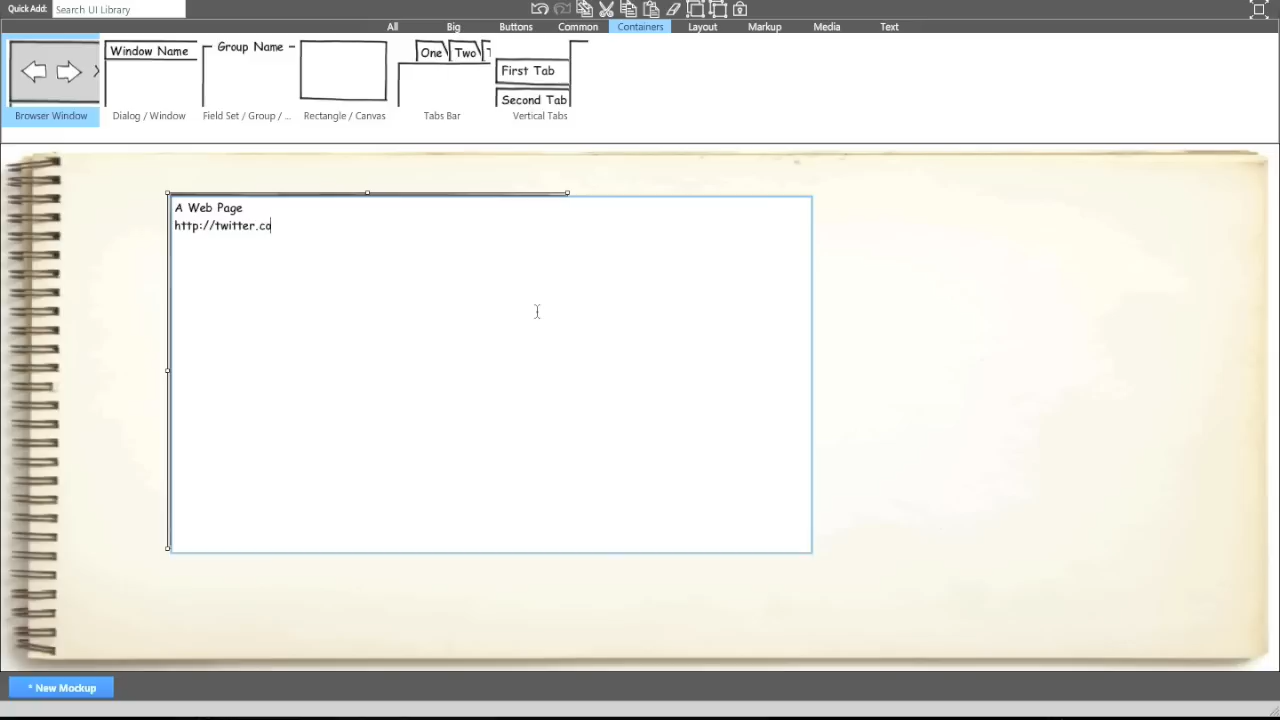 Quick Add: Search UI Library
All Big Buttons Common Containers Layout Markup Media Text
Window Name
Group Name
One Two
First Tab
Second Tab
Browser Window Dialog / Window Field Set / Group / ... Rectangle / Canvas Tabs Bar Vertical Tabs
A Web Page
http://twitter.co
* New Mockup